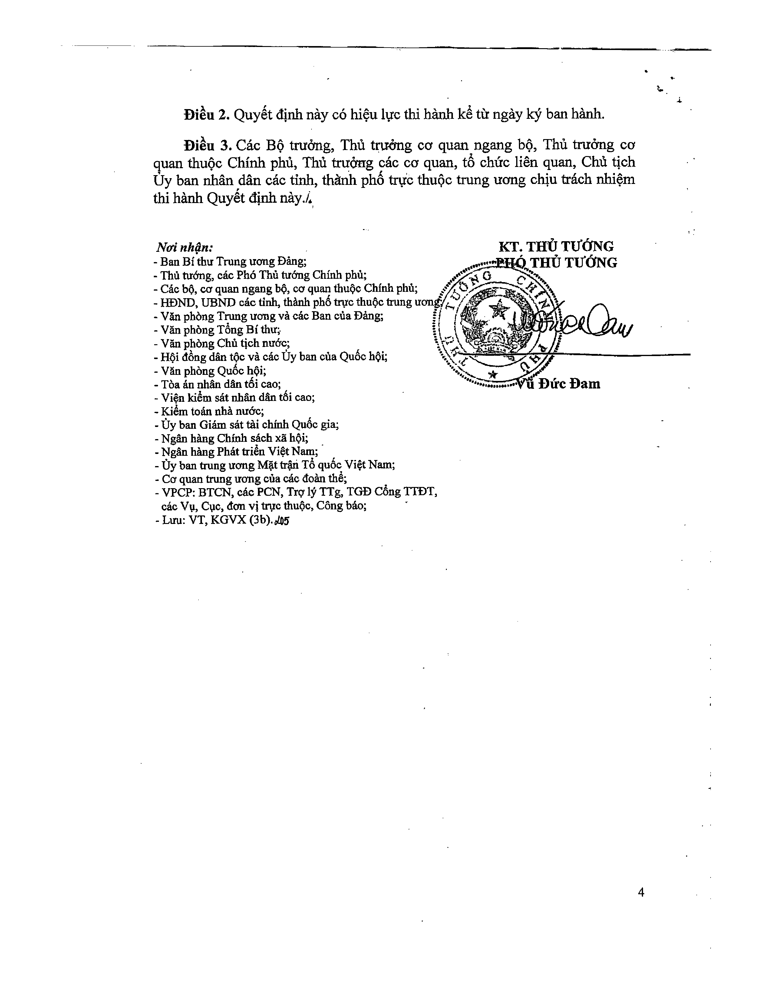 Điều 2. Quyết định này có hiệu lực thi hành kể từ ngày ký ban hành.
Điều 3. Các Bộ trưởng, Thủ trưởng cơ quan ngang bộ, Thủ trưởng cơ
quan thuộc Chính phủ, Thủ trưởng các cơ quan, tổ chức liên quan, Chủ tịch
Ủy ban nhân dân các tỉnh, thành phố trực thuộc trung ương chịu trách nhiệm
thi hành Quyết định này./.
Nơi nhận:
- Ban Bí thư Trung ương Đảng;
- Thủ tướng, các Phó Thủ tướng Chính phủ;
- Các bộ, cơ quan ngang bộ, cơ quan thuộc Chính phủ;
- HĐND, UBND các tỉnh, thành phố trực thuộc trung ương;
- Văn phòng Trung ương và các Ban của Đảng;
- Văn phòng Tổng Bí thư;
- Văn phòng Chủ tịch nước;
- Hội đồng dân tộc và các Ủy ban của Quốc hội;
- Văn phòng Quốc hội;
- Tòa án nhân dân tối cao;
- Viện kiểm sát nhân dân tối cao;
- Kiểm toán nhà nước;
- Ủy ban Giám sát tài chính Quốc gia;
- Ngân hàng Chính sách xã hội;
- Ngân hàng Phát triển Việt Nam;
- Ủy ban trung ương Mặt trận Tổ quốc Việt Nam;
- Cơ quan trung ương của các đoàn thể;
- VPCP: BTCN, các PCN, Trợ lý TTg, TGĐ Cổng TTĐT,
các Vụ, Cục, đơn vị trực thuộc, Công báo;
- Lưu: VT, KGVX (3b).
KT. THỦ TƯỚNG
PHÓ THỦ TƯỚNG
THỦ TƯỚNG CHÍNH PHỦ
Vũ Đức Đam
4